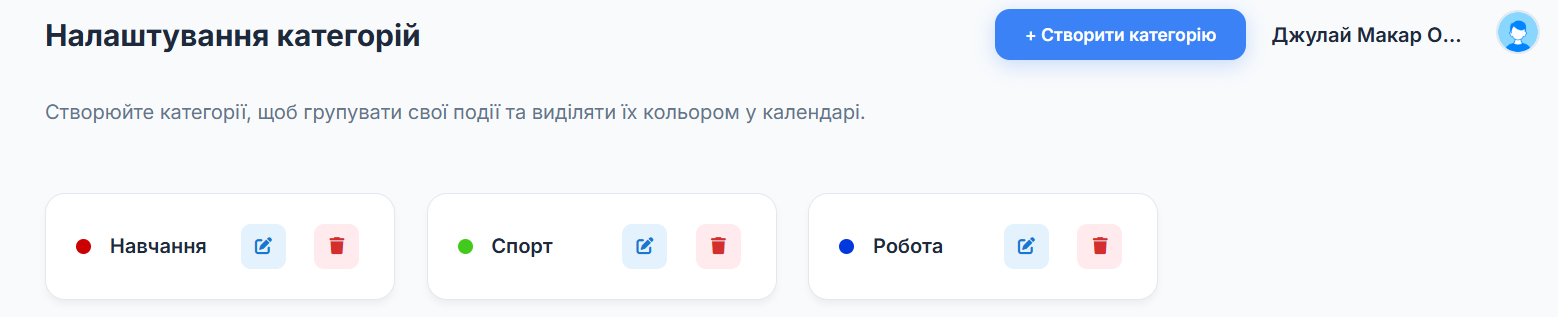 Налаштування категорій
+ Створити категорію
Джулай Макар О...
Створюйте категорії, щоб групувати свої події та виділяти їх кольором у календарі.
Навчання
Спорт
Робота